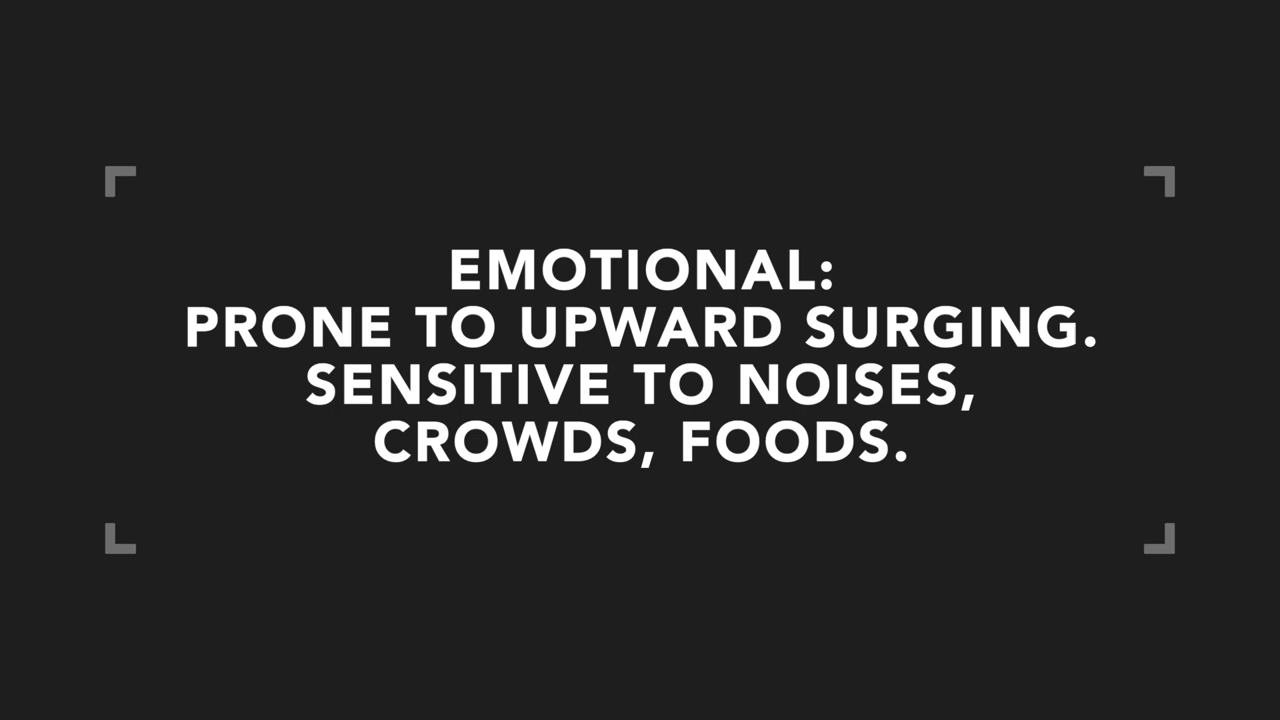 EMOTIONAL:
PRONE TO UPWARD SURGING.
SENSITIVE TO NOISES,
CROWDS, FOODS.